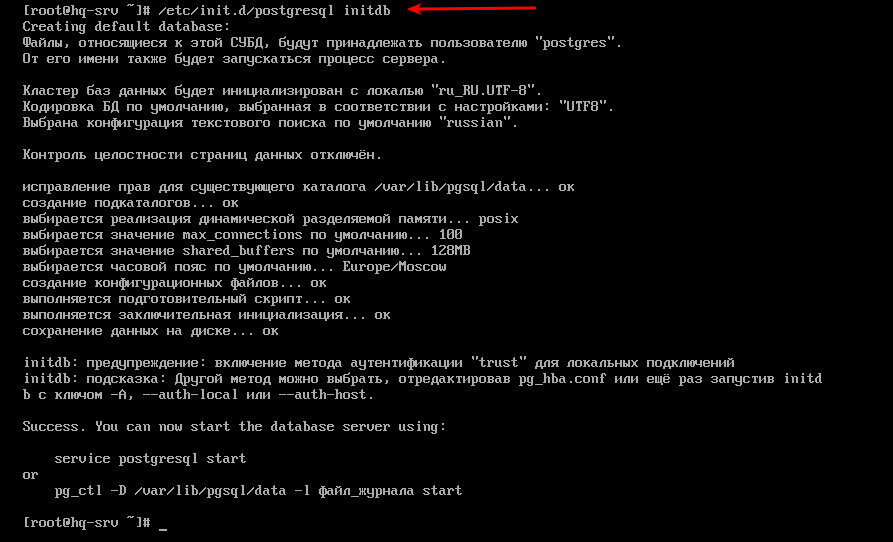 [root@hq-srv ~]# /etc/init.d/postgresql initdb
Creating default database:
Файлы, относящиеся к этой СУБД, будут принадлежать пользователю "postgres".
От его имени также будет запускаться процесс сервера.
Кластер баз данных будет инициализирован с локалью "ru_RU.UTF-8".
Кодировка БД по умолчанию, выбранная в соответствии с настройками: "UTF8".
Выбрана конфигурация текстового поиска по умолчанию "russian".
Контроль целостности страниц данных отключён.
исправление прав для существующего каталога /var/lib/pgsql/data... ок
создание подкаталогов... ок
выбирается реализация динамической разделяемой памяти... posix
выбирается значение max_connections по умолчанию... 100
выбирается значение shared_buffers по умолчанию... 128MB
выбирается часовой пояс по умолчанию... Europe/Moscow
создание конфигурационных файлов... ок
выполняется подготовительный скрипт... ок
выполняется заключительная инициализация... ок
сохранение данных на диске... ок
initdb: предупреждение: включение метода аутентификации "trust" для локальных подключений
initdb: подсказка: Другой метод можно выбрать, отредактировав pg_hba.conf или ещё раз запустив initd
b с ключом -A, --auth-local или --auth-host.
Success. You can now start the database server using:
service postgresql start
or
pg_ctl -D /var/lib/pgsql/data -l файл_журнала start
[root@hq-srv ~]# _